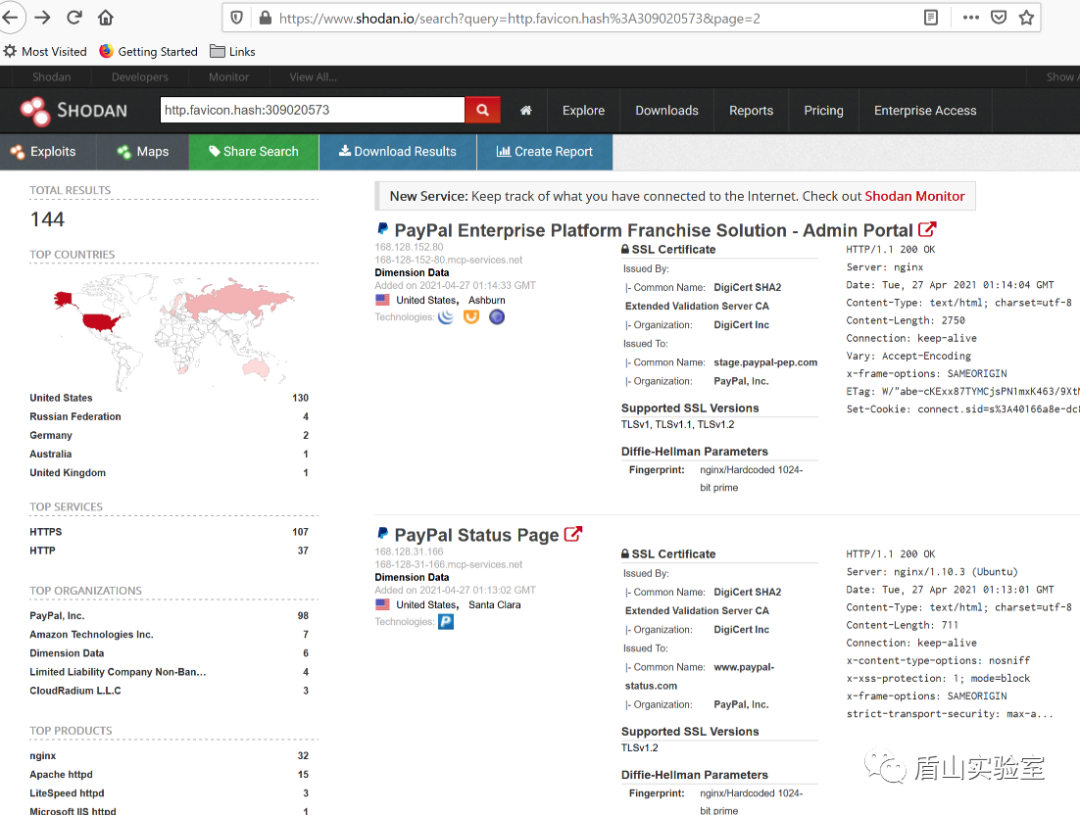 https://www.shodan.io/search?query=http.favicon.hash%3A309020573&page=2
Most Visited Getting Started Links
Shodan Developers Monitor View All... Show
SHODAN http.favicon.hash:309020573 Explore Downloads Reports Pricing Enterprise Access
Exploits Maps Share Search Download Results Create Report
TOTAL RESULTS
144
TOP COUNTRIES
United States 130
Russian Federation 4
Germany 2
Australia 1
United Kingdom 1
TOP SERVICES
HTTPS 107
HTTP 37
TOP ORGANIZATIONS
PayPal, Inc. 98
Amazon Technologies Inc. 7
Dimension Data 6
Limited Liability Company Non-Ban... 4
CloudRadium L.L.C 3
TOP PRODUCTS
nginx 32
Apache httpd 15
LiteSpeed httpd 3
Microsoft IIS httpd 1
New Service: Keep track of what you have connected to the Internet. Check out Shodan Monitor
PayPal Enterprise Platform Franchise Solution - Admin Portal
168.128.152.80
168-128-152-80.mcp-services.net
Dimension Data
Added on 2021-04-27 01:14:33 GMT
United States, Ashburn
Technologies:
SSL Certificate
Issued By:
|- Common Name: DigiCert SHA2
Extended Validation Server CA
|- Organization: DigiCert Inc
Issued To:
|- Common Name: stage.paypal-pep.com
|- Organization: PayPal, Inc.
Supported SSL Versions
TLSv1, TLSv1.1, TLSv1.2
Diffie-Hellman Parameters
Fingerprint: nginx/Hardcoded 1024-
bit prime
HTTP/1.1 200 OK
Server: nginx
Date: Tue, 27 Apr 2021 01:14:04 GMT
Content-Type: text/html; charset=utf-8
Content-Length: 2750
Connection: keep-alive
Vary: Accept-Encoding
x-frame-options: SAMEORIGIN
ETag: W/"abe-cKExx87TYMCjsPN1mxK463/9Xt
Set-Cookie: connect.sid=s%3A40166a8e-dc
PayPal Status Page
168.128.31.166
168-128-31-166.mcp-services.net
Dimension Data
Added on 2021-04-27 01:13:02 GMT
United States, Santa Clara
Technologies:
SSL Certificate
Issued By:
|- Common Name: DigiCert SHA2
Extended Validation Server CA
|- Organization: DigiCert Inc
Issued To:
|- Common Name: www.paypal-
status.com
|- Organization: PayPal, Inc.
Supported SSL Versions
TLSv1.2
Diffie-Hellman Parameters
Fingerprint: nginx/Hardcoded 1024-
bit prime
HTTP/1.1 200 OK
Server: nginx/1.10.3 (Ubuntu)
Date: Tue, 27 Apr 2021 01:13:01 GMT
Content-Type: text/html; charset=utf-8
Content-Length: 711
Connection: keep-alive
x-content-type-options: nosniff
x-xss-protection: 1; mode=block
x-frame-options: SAMEORIGIN
strict-transport-security: max-a...
盾山实验室